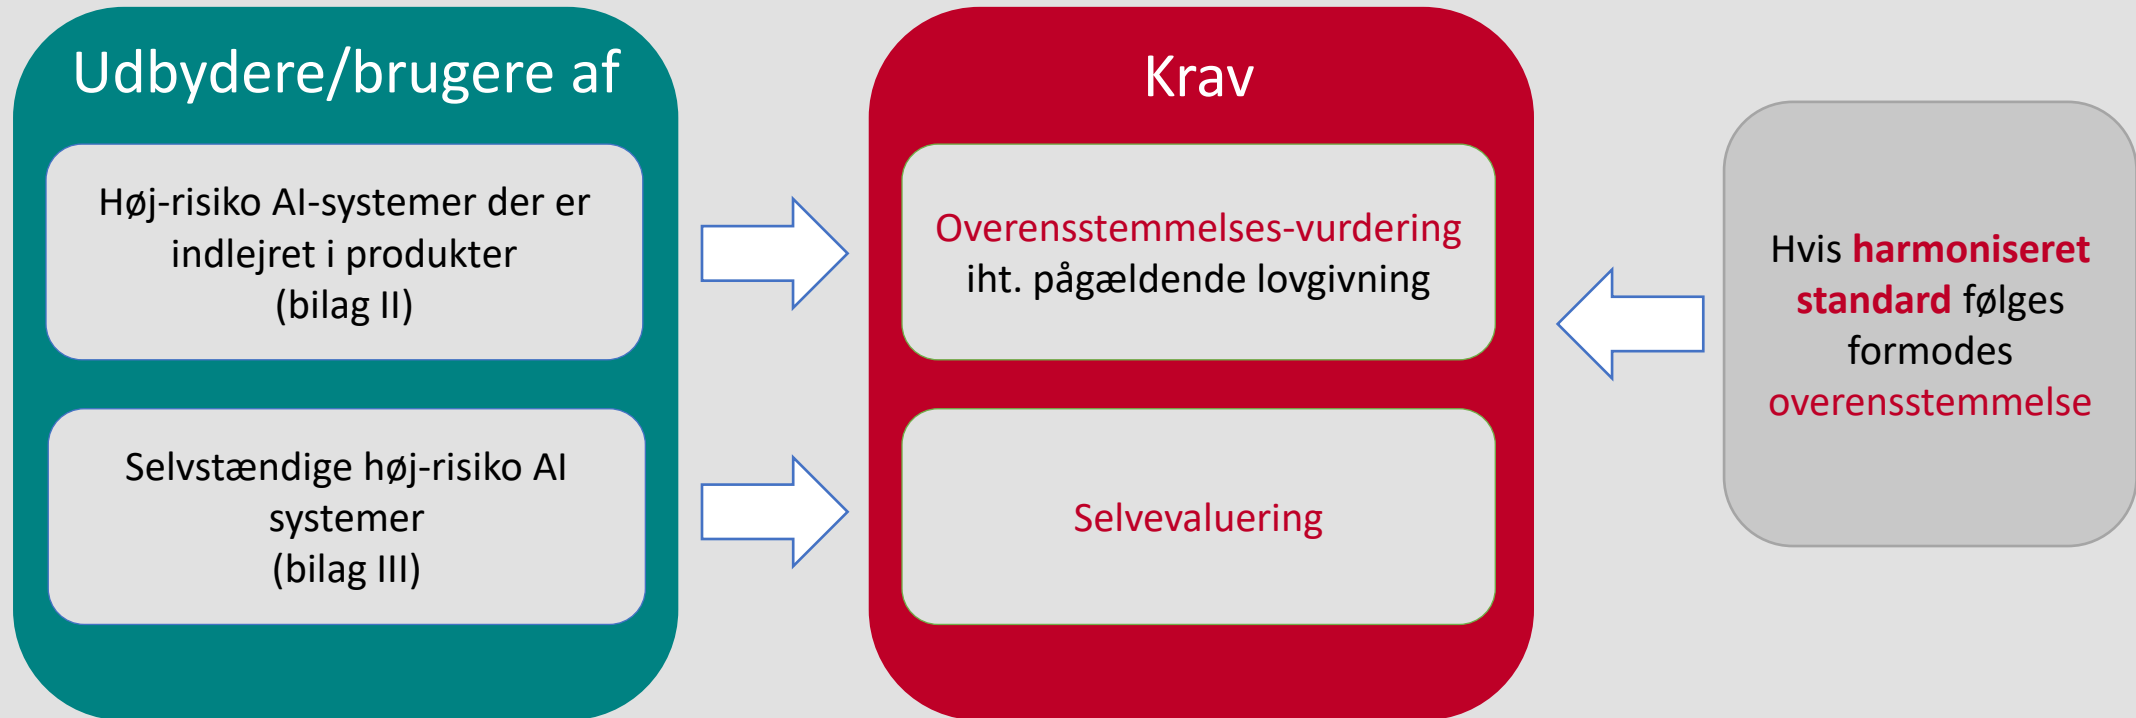 Udbydere/brugere af
Høj-risiko AI-systemer der er
indlejret i produkter
(bilag II)
Selvstændige høj-risiko AI
systemer
(bilag III)
Krav
Overensstemmelses-vurdering
iht. pågældende lovgivning
Selvevaluering
Hvis harmoniseret
standard følges
formodes
overensstemmelse